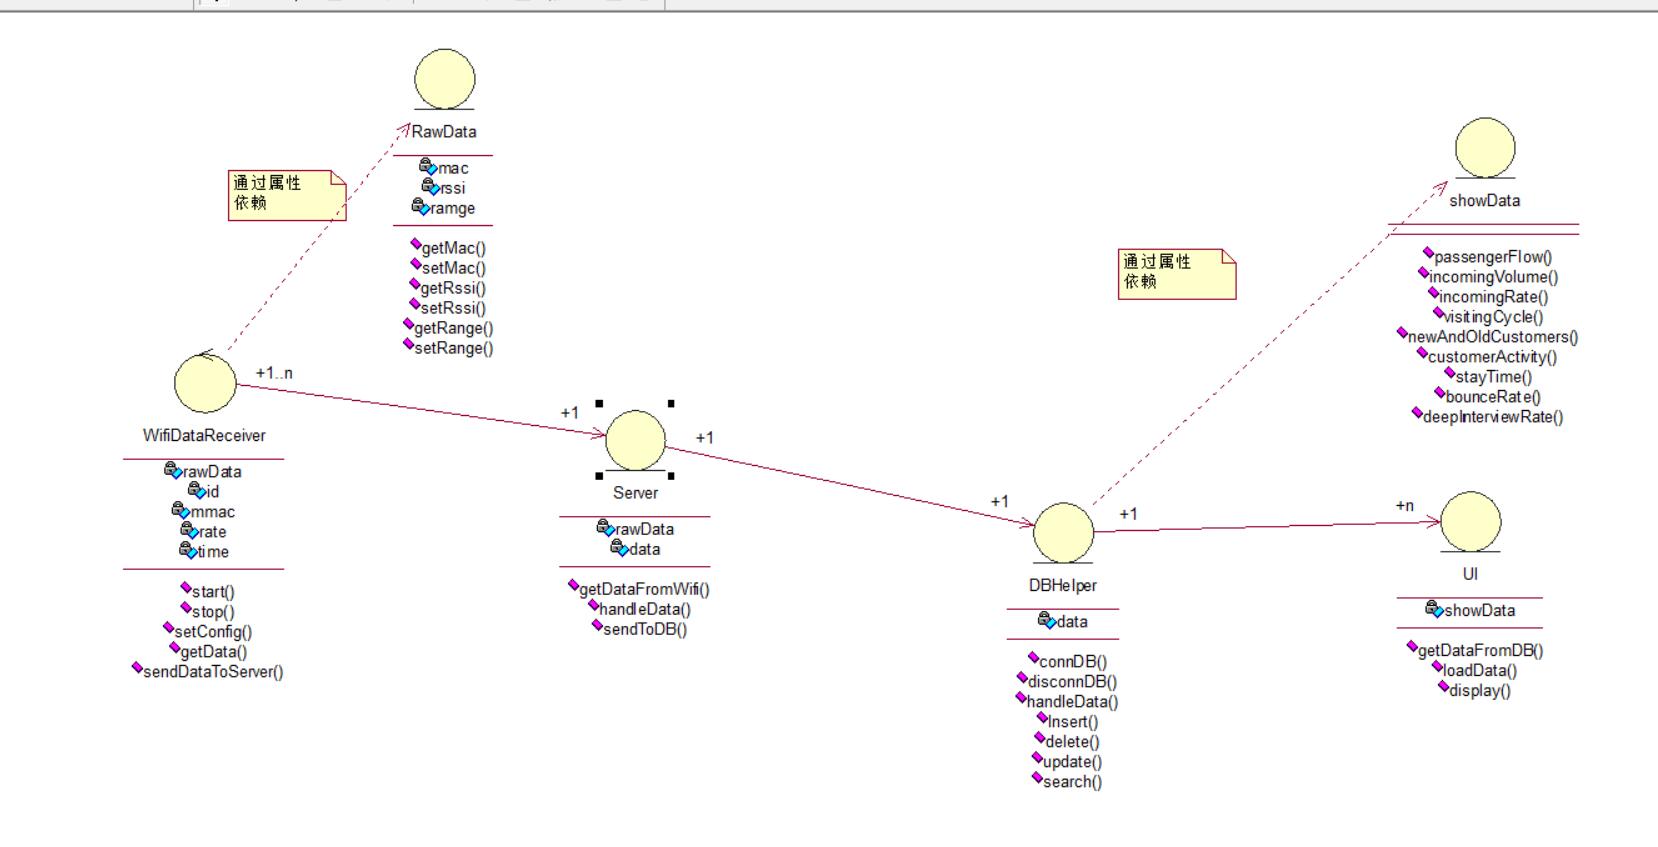 RawData
mac
rssi
ramge
getMac()
setMac()
getRssi()
setRssi()
getRange()
setRange()
通过属性
依赖
WifiDataReceiver
rawData
id
mmac
rate
time
start()
stop()
setConfig()
getData()
sendDataToServer()
+1..n
+1
Server
rawData
data
getDataFromWifi()
handleData()
sendToDB()
+1
+1
DBHelper
data
connDB()
disconnDB()
handleData()
Insert()
delete()
update()
search()
通过属性
依赖
showData
passengerFlow()
incomingVolume()
incomingRate()
visitingCycle()
newAndOldCustomers()
customerActivity()
stayTime()
bounceRate()
deepInterviewRate()
+1
+n
UI
showData
getDataFromDB()
loadData()
display()